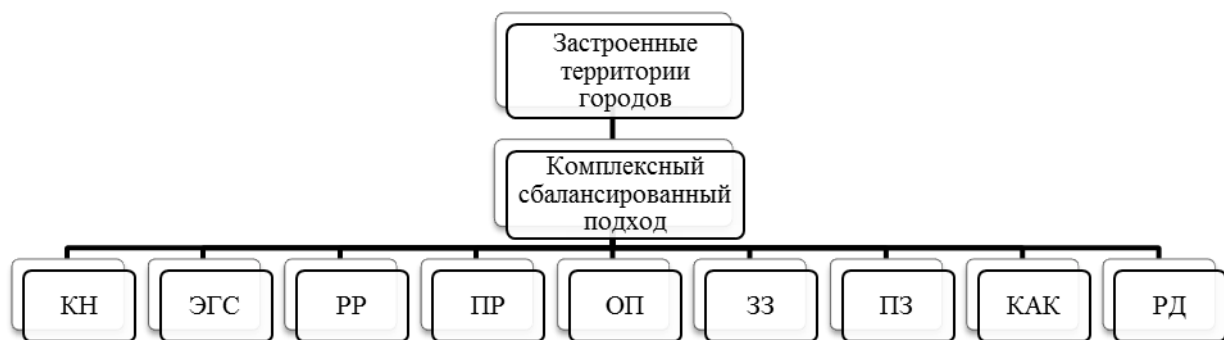 Застроенные
территории
городов
Комплексный
сбалансированный
подход
КН ЭГС РР ПР ОП ЗЗ ПЗ КАК РД